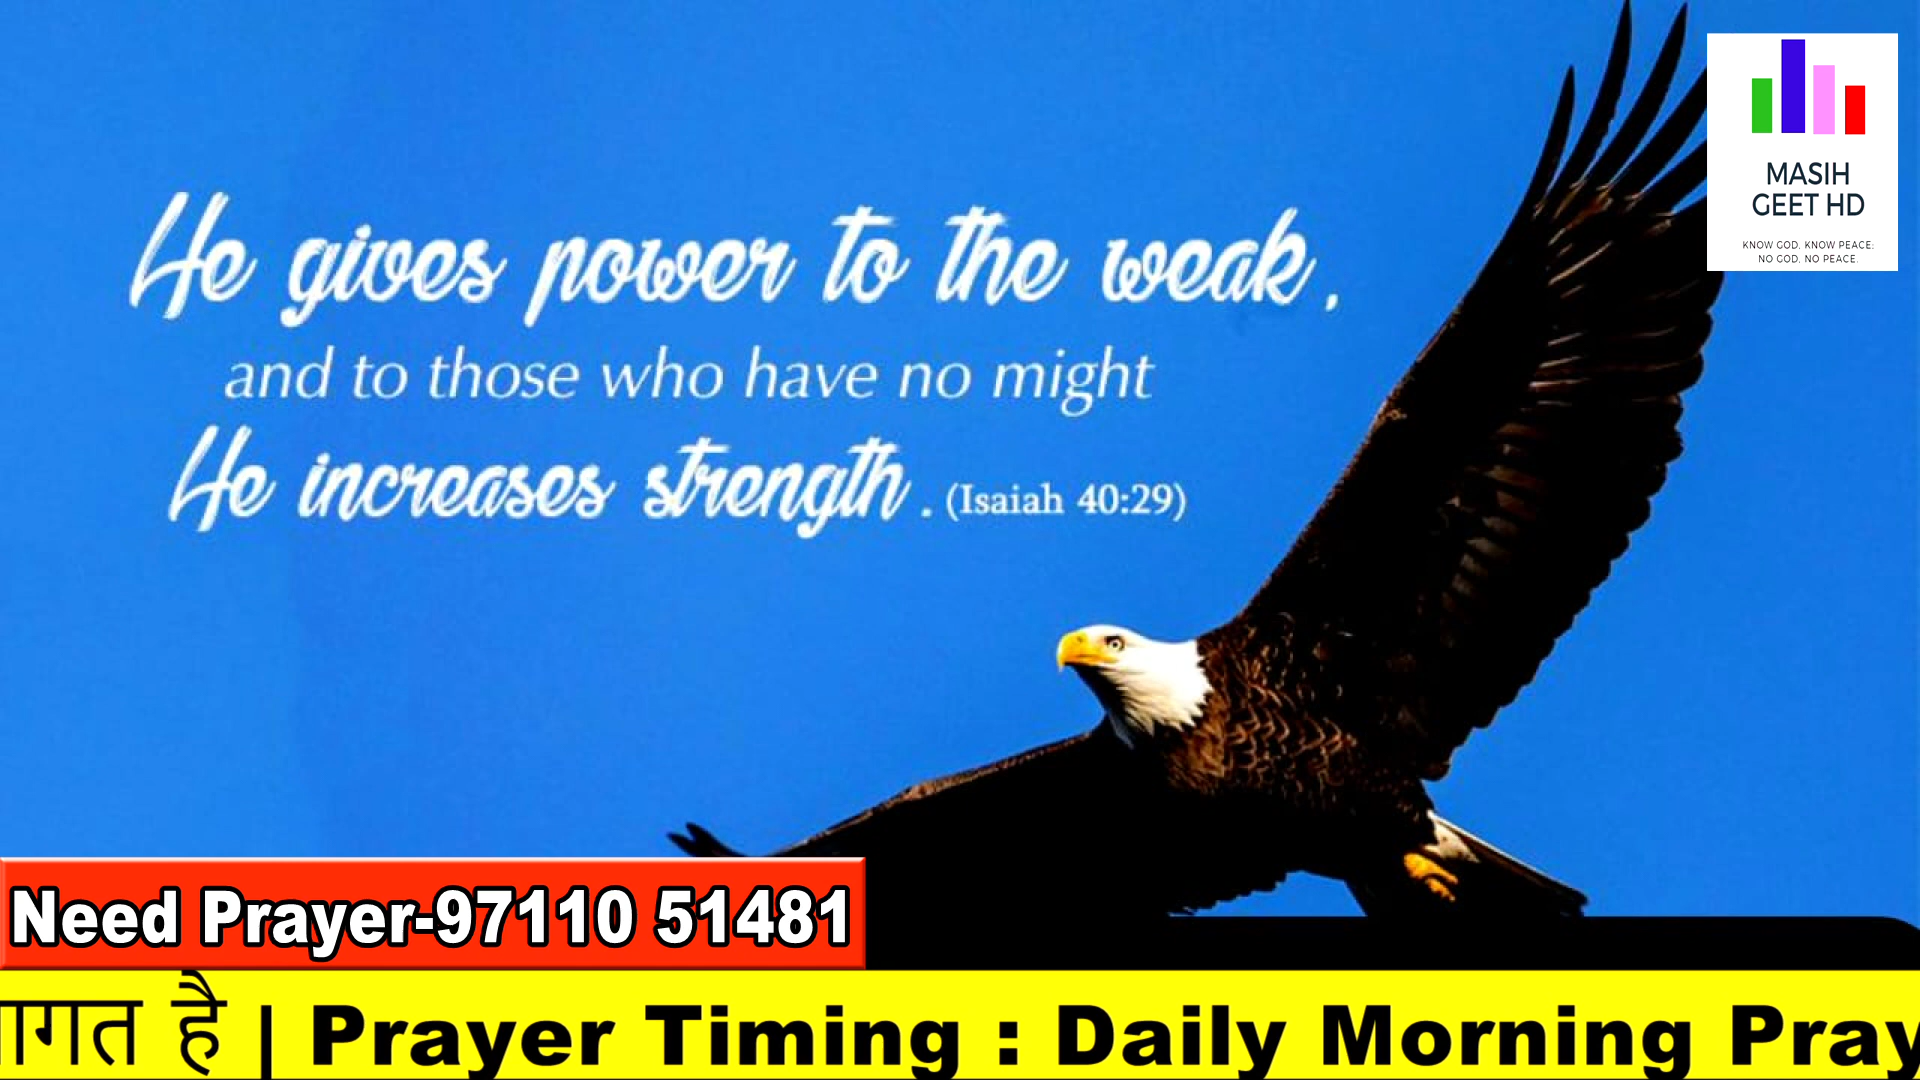 He gives power to the weak,
and to those who have no might
He increases strength. (Isaiah 40:29)
MASIH
GEET HD
KNOW GOD, KNOW PEACE;
NO GOD, NO PEACE.
Need Prayer-97110 51481
है | Prayer Timing : Daily Morning